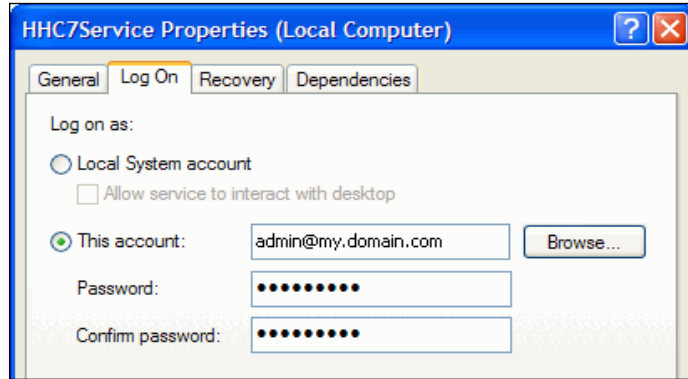 HHC7Service Properties (Local Computer)
General Log On Recovery Dependencies
Log on as:
Local System account
Allow service to interact with desktop
This account: admin@my.domain.com Browse...
Password: •••••••••
Confirm password: •••••••••